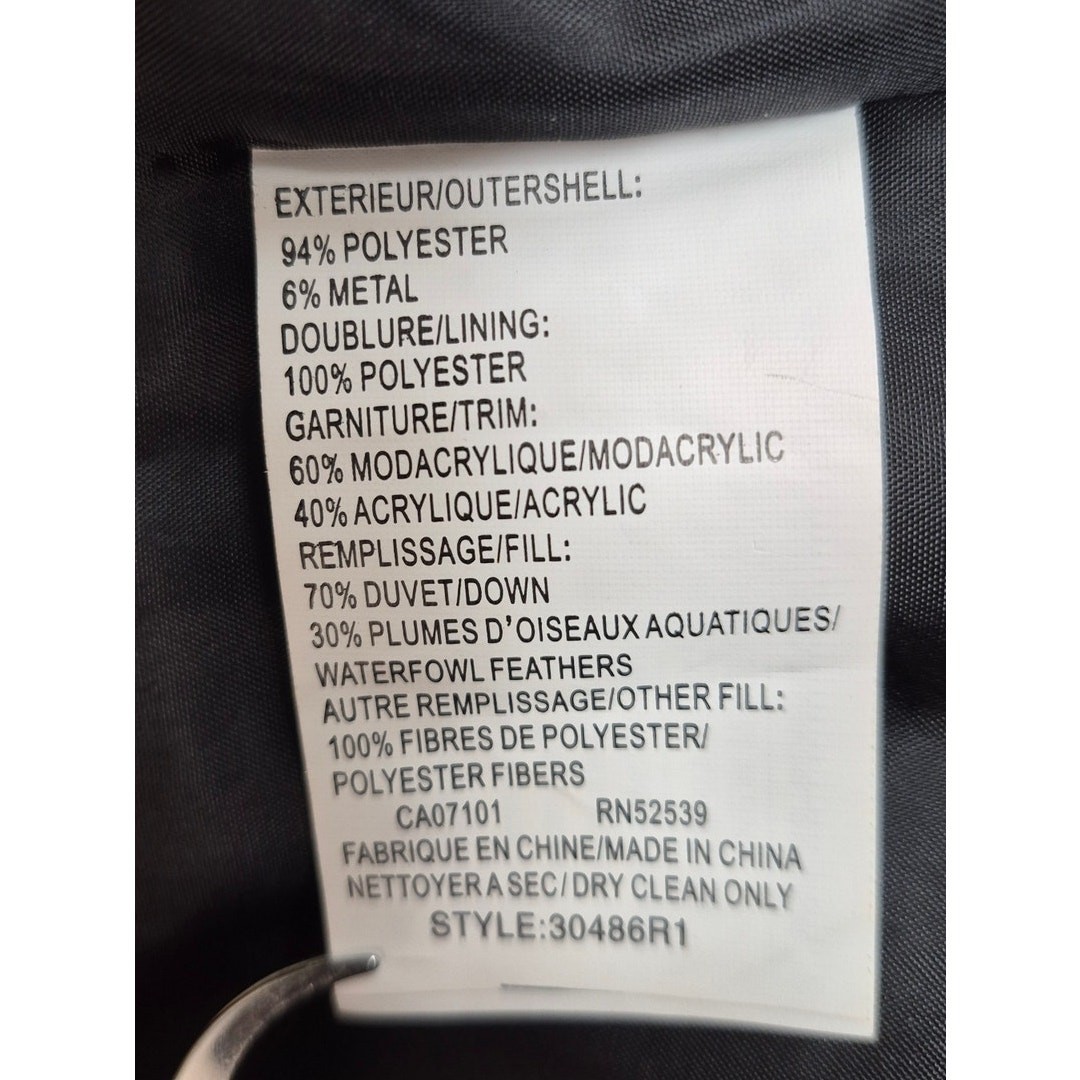 EXTERIEUR/OUTERSHELL:
94% POLYESTER
6% METAL
DOUBLURE/LINING:
100% POLYESTER
GARNITURE/TRIM:
60% MODACRYLIQUE/MODACRYLIC
40% ACRYLIQUE/ACRYLIC
REMPLISSAGE/FILL:
70% DUVET/DOWN
30% PLUMES D'OISEAUX AQUATIQUES/
WATERFOWL FEATHERS
AUTRE REMPLISSAGE/OTHER FILL:
100% FIBRES DE POLYESTER/
POLYESTER FIBERS
CA07101 RN52539
FABRIQUE EN CHINE/MADE IN CHINA
NETTOYER A SEC/DRY CLEAN ONLY
STYLE:30486R1